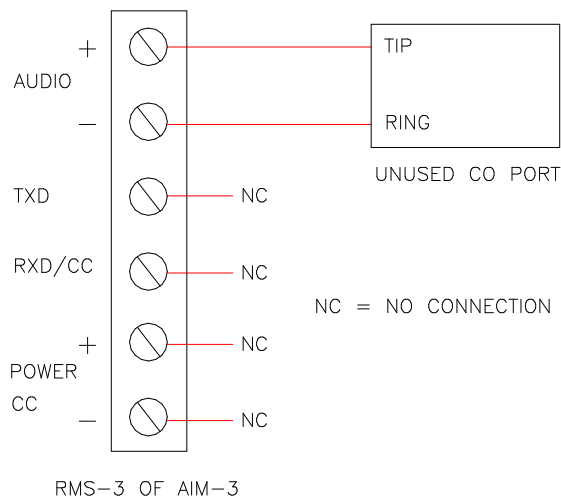 + TIP
AUDIO
– RING
UNUSED CO PORT
TXD NC
RXD/CC NC
NC = NO CONNECTION
+ NC
POWER
CC
– NC
RMS-3 OF AIM-3